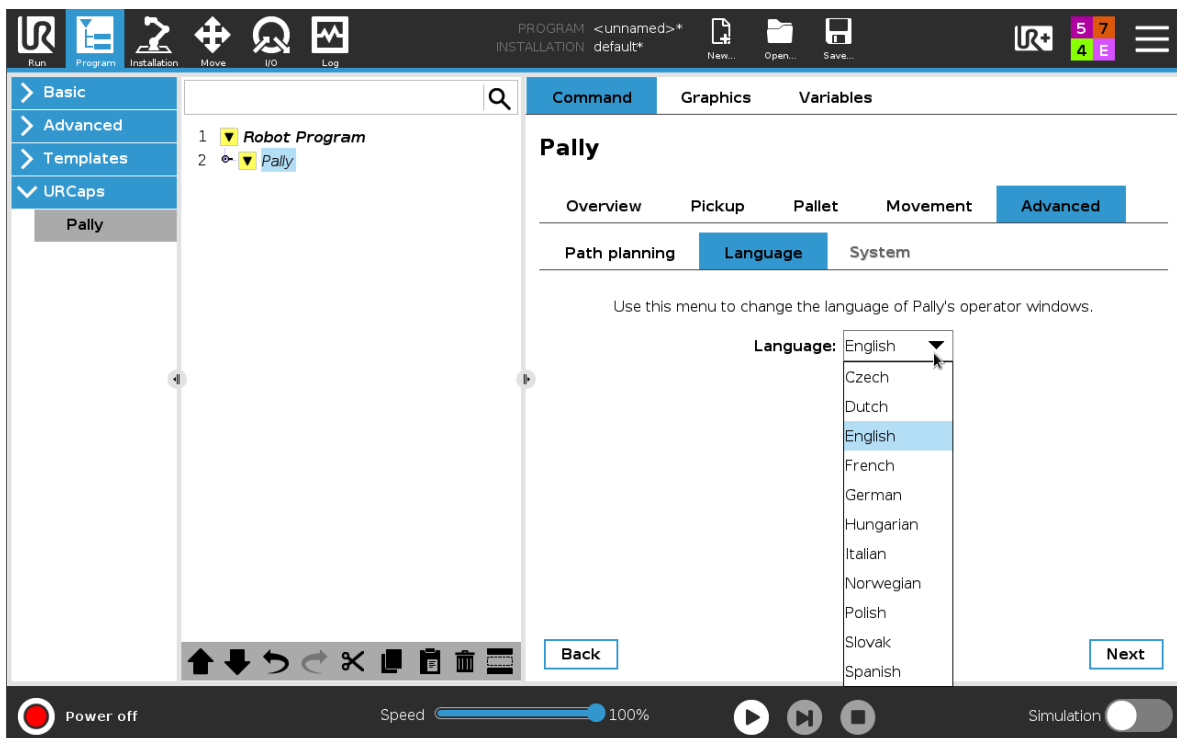 PROGRAM <unnamed>*
INSTALLATION default*
UR+
5 7
4 E
Run Program Installation Move I/O Log New... Open... Save...
Basic
Advanced
Templates
URCaps
Pally
1 Robot Program
2 Pally
Command Graphics Variables
Pally
Overview Pickup Pallet Movement Advanced
Path planning Language System
Use this menu to change the language of Pally's operator windows.
Language: English
Czech
Dutch
English
French
German
Hungarian
Italian
Norwegian
Polish
Slovak
Spanish
Back Next
Power off Speed 100% Simulation